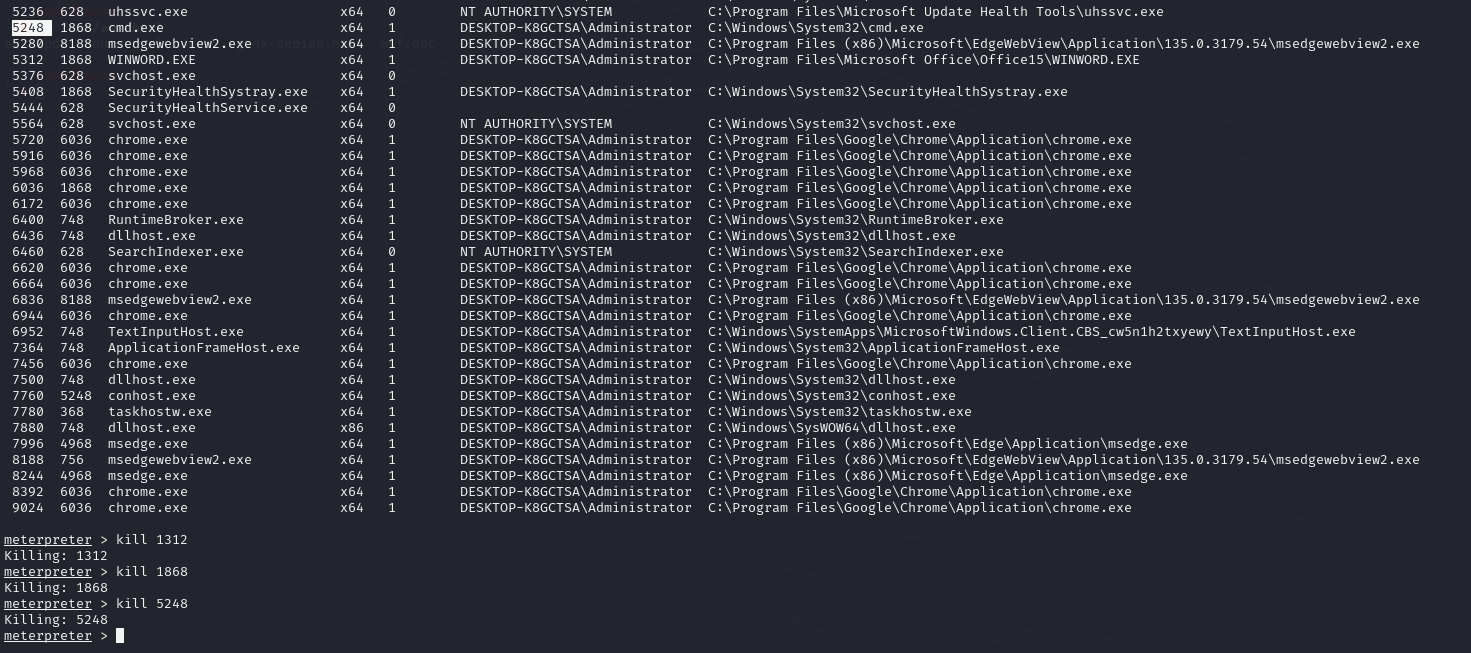 5236 628 uhssvc.exe x64 0 NT AUTHORITY\SYSTEM C:\Program Files\Microsoft Update Health Tools\uhssvc.exe
5248 1868 cmd.exe x64 1 DESKTOP-K8GCTSA\Administrator C:\Windows\System32\cmd.exe
5280 8188 msedgewebview2.exe x64 1 DESKTOP-K8GCTSA\Administrator C:\Program Files (x86)\Microsoft\EdgeWebView\Application\135.0.3179.54\msedgewebview2.exe
5312 1868 WINWORD.EXE x64 1 DESKTOP-K8GCTSA\Administrator C:\Program Files\Microsoft Office\Office15\WINWORD.EXE
5376 628 svchost.exe x64 0
5408 1868 SecurityHealthSystray.exe x64 1 DESKTOP-K8GCTSA\Administrator C:\Windows\System32\SecurityHealthSystray.exe
5444 628 SecurityHealthService.exe x64 0
5564 628 svchost.exe x64 0 NT AUTHORITY\SYSTEM C:\Windows\System32\svchost.exe
5720 6036 chrome.exe x64 1 DESKTOP-K8GCTSA\Administrator C:\Program Files\Google\Chrome\Application\chrome.exe
5916 6036 chrome.exe x64 1 DESKTOP-K8GCTSA\Administrator C:\Program Files\Google\Chrome\Application\chrome.exe
5968 6036 chrome.exe x64 1 DESKTOP-K8GCTSA\Administrator C:\Program Files\Google\Chrome\Application\chrome.exe
6036 1868 chrome.exe x64 1 DESKTOP-K8GCTSA\Administrator C:\Program Files\Google\Chrome\Application\chrome.exe
6172 6036 chrome.exe x64 1 DESKTOP-K8GCTSA\Administrator C:\Program Files\Google\Chrome\Application\chrome.exe
6400 748 RuntimeBroker.exe x64 1 DESKTOP-K8GCTSA\Administrator C:\Windows\System32\RuntimeBroker.exe
6436 748 dllhost.exe x64 1 DESKTOP-K8GCTSA\Administrator C:\Windows\System32\dllhost.exe
6460 628 SearchIndexer.exe x64 0 NT AUTHORITY\SYSTEM C:\Windows\System32\SearchIndexer.exe
6620 6036 chrome.exe x64 1 DESKTOP-K8GCTSA\Administrator C:\Program Files\Google\Chrome\Application\chrome.exe
6664 6036 chrome.exe x64 1 DESKTOP-K8GCTSA\Administrator C:\Program Files\Google\Chrome\Application\chrome.exe
6836 8188 msedgewebview2.exe x64 1 DESKTOP-K8GCTSA\Administrator C:\Program Files (x86)\Microsoft\EdgeWebView\Application\135.0.3179.54\msedgewebview2.exe
6944 6036 chrome.exe x64 1 DESKTOP-K8GCTSA\Administrator C:\Program Files\Google\Chrome\Application\chrome.exe
6952 748 TextInputHost.exe x64 1 DESKTOP-K8GCTSA\Administrator C:\Windows\SystemApps\MicrosoftWindows.Client.CBS_cw5n1h2txyewy\TextInputHost.exe
7364 748 ApplicationFrameHost.exe x64 1 DESKTOP-K8GCTSA\Administrator C:\Windows\System32\ApplicationFrameHost.exe
7456 6036 chrome.exe x64 1 DESKTOP-K8GCTSA\Administrator C:\Program Files\Google\Chrome\Application\chrome.exe
7500 748 dllhost.exe x64 1 DESKTOP-K8GCTSA\Administrator C:\Windows\System32\dllhost.exe
7760 5248 conhost.exe x64 1 DESKTOP-K8GCTSA\Administrator C:\Windows\System32\conhost.exe
7780 368 taskhostw.exe x64 1 DESKTOP-K8GCTSA\Administrator C:\Windows\System32\taskhostw.exe
7880 748 dllhost.exe x86 1 DESKTOP-K8GCTSA\Administrator C:\Windows\SysWOW64\dllhost.exe
7996 4968 msedge.exe x64 1 DESKTOP-K8GCTSA\Administrator C:\Program Files (x86)\Microsoft\Edge\Application\msedge.exe
8188 756 msedgewebview2.exe x64 1 DESKTOP-K8GCTSA\Administrator C:\Program Files (x86)\Microsoft\EdgeWebView\Application\135.0.3179.54\msedgewebview2.exe
8244 4968 msedge.exe x64 1 DESKTOP-K8GCTSA\Administrator C:\Program Files (x86)\Microsoft\Edge\Application\msedge.exe
8392 6036 chrome.exe x64 1 DESKTOP-K8GCTSA\Administrator C:\Program Files\Google\Chrome\Application\chrome.exe
9024 6036 chrome.exe x64 1 DESKTOP-K8GCTSA\Administrator C:\Program Files\Google\Chrome\Application\chrome.exe
meterpreter > kill 1312
Killing: 1312
meterpreter > kill 1868
Killing: 1868
meterpreter > kill 5248
Killing: 5248
meterpreter >